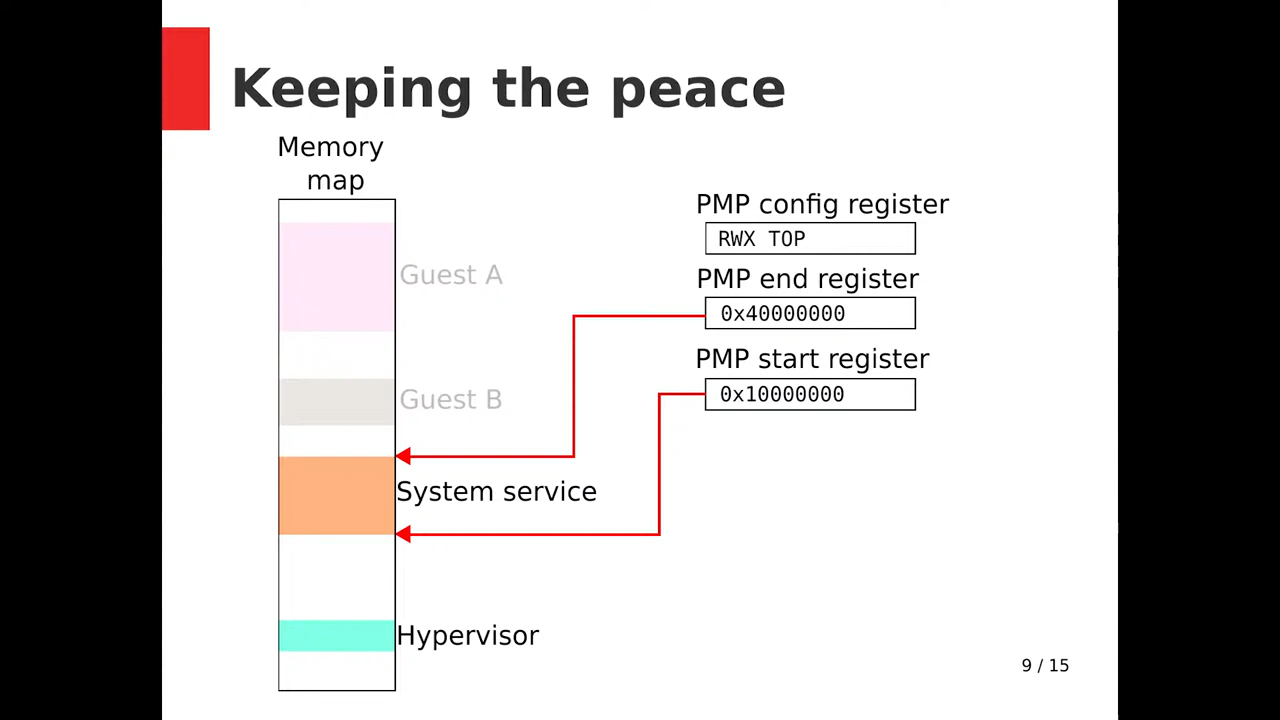 Keeping the peace
Memory
map
Guest A
Guest B
System service
Hypervisor
PMP config register
RWX TOP
PMP end register
0x40000000
PMP start register
0x10000000
9 / 15